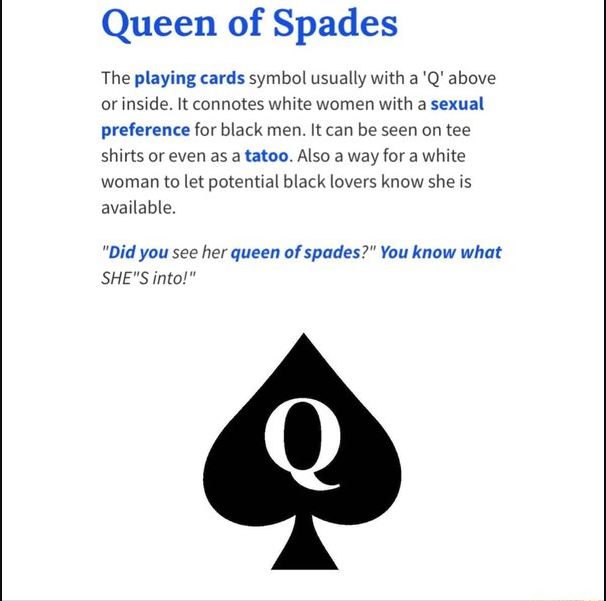 Queen of Spades
The playing cards symbol usually with a 'Q' above
or inside. It connotes white women with a sexual
preference for black men. It can be seen on tee
shirts or even as a tatoo. Also a way for a white
woman to let potential black lovers know she is
available.
"Did you see her queen of spades?" You know what
SHE"S into!"
Q